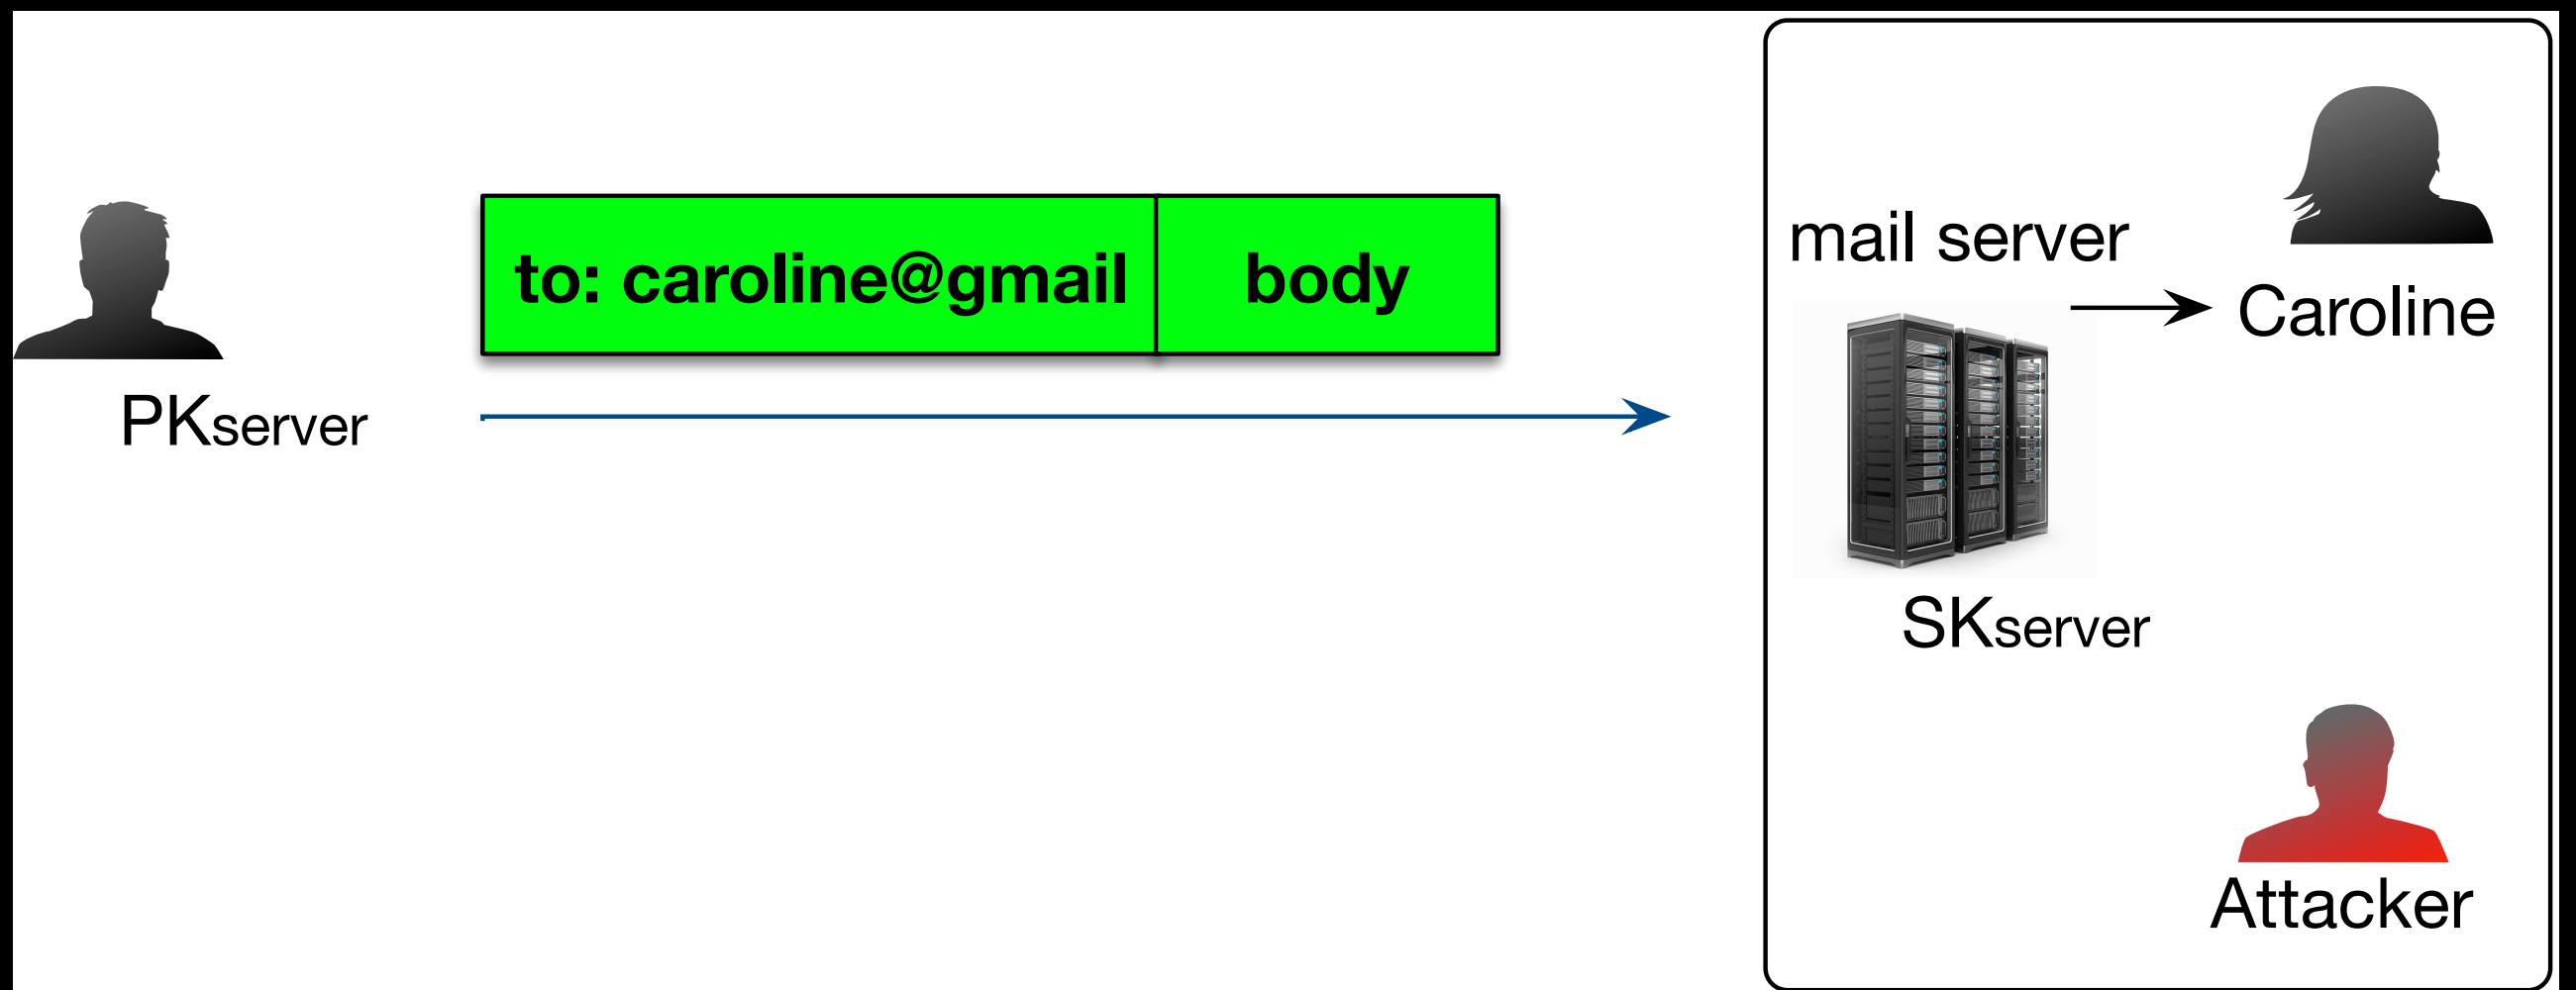 to: caroline@gmail body
PKserver
mail server
Caroline
SKserver
Attacker